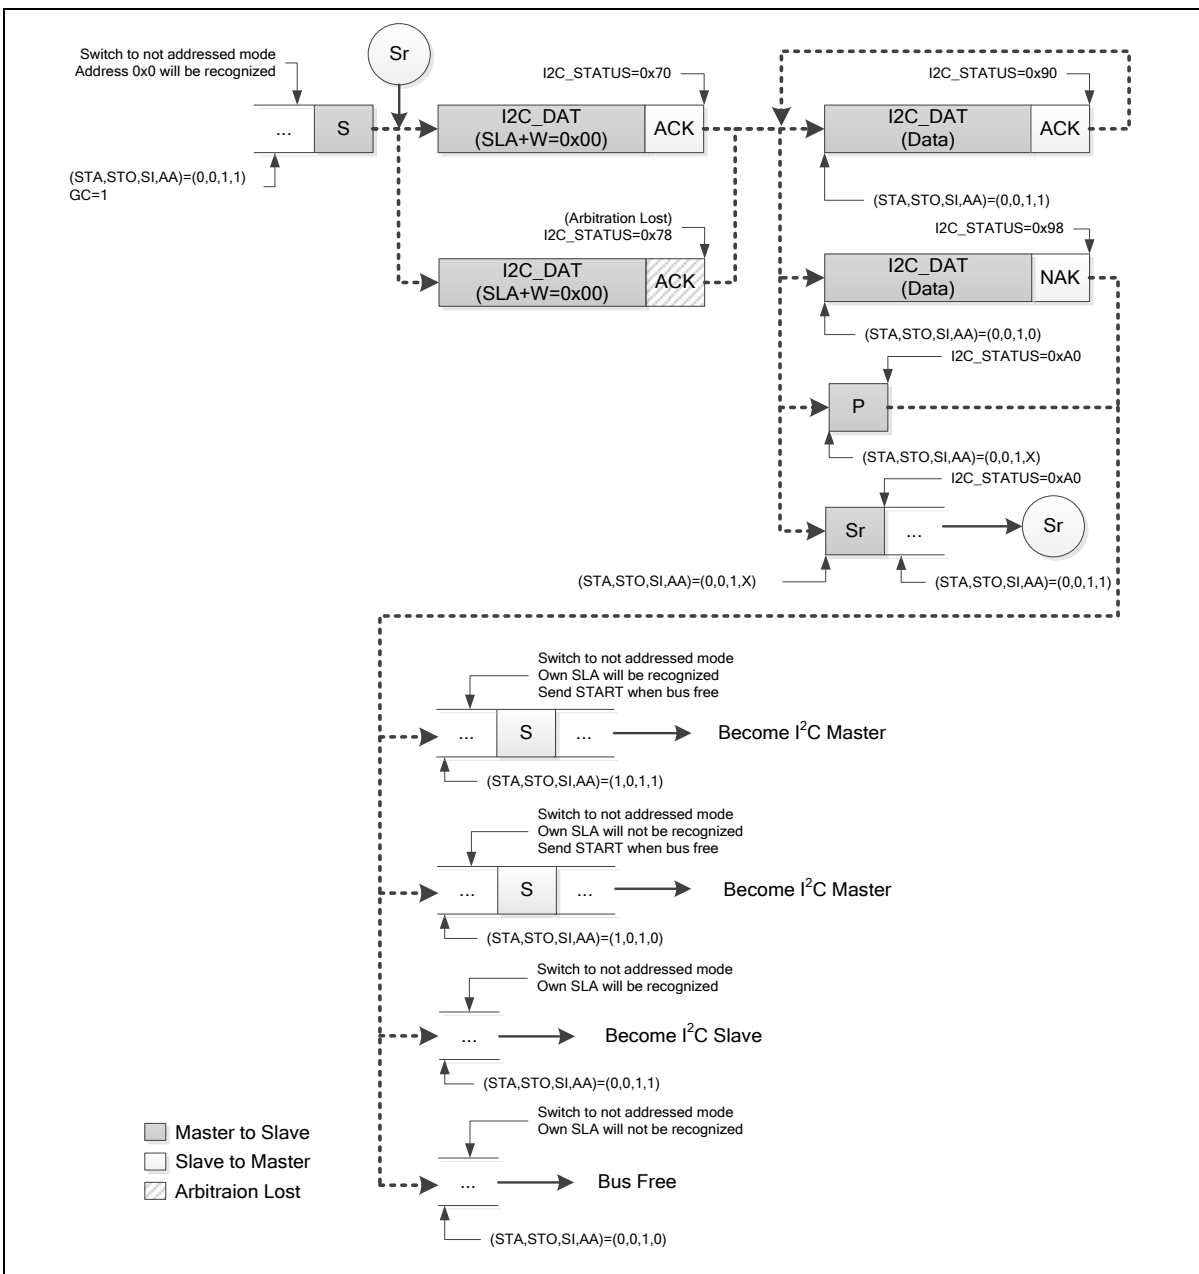 Switch to not addressed mode
Address 0x0 will be recognized
Sr
I2C_STATUS=0x70
I2C_STATUS=0x90
...
S
I2C_DAT
(SLA+W=0x00)
ACK
I2C_DAT
(Data)
ACK
(STA,STO,SI,AA)=(0,0,1,1)
GC=1
(STA,STO,SI,AA)=(0,0,1,1)
(Arbitration Lost)
I2C_STATUS=0x78
I2C_STATUS=0x98
I2C_DAT
(SLA+W=0x00)
ACK
I2C_DAT
(Data)
NAK
(STA,STO,SI,AA)=(0,0,1,0)
I2C_STATUS=0xA0
P
(STA,STO,SI,AA)=(0,0,1,X)
I2C_STATUS=0xA0
Sr
...
Sr
(STA,STO,SI,AA)=(0,0,1,X)
(STA,STO,SI,AA)=(0,0,1,1)
Switch to not addressed mode
Own SLA will be recognized
Send START when bus free
...
S
...
Become I²C Master
(STA,STO,SI,AA)=(1,0,1,1)
Switch to not addressed mode
Own SLA will not be recognized
Send START when bus free
...
S
...
Become I²C Master
(STA,STO,SI,AA)=(1,0,1,0)
Switch to not addressed mode
Own SLA will be recognized
...
Become I²C Slave
(STA,STO,SI,AA)=(0,0,1,1)
Switch to not addressed mode
Own SLA will not be recognized
...
Bus Free
(STA,STO,SI,AA)=(0,0,1,0)
Master to Slave
Slave to Master
Arbitraion Lost